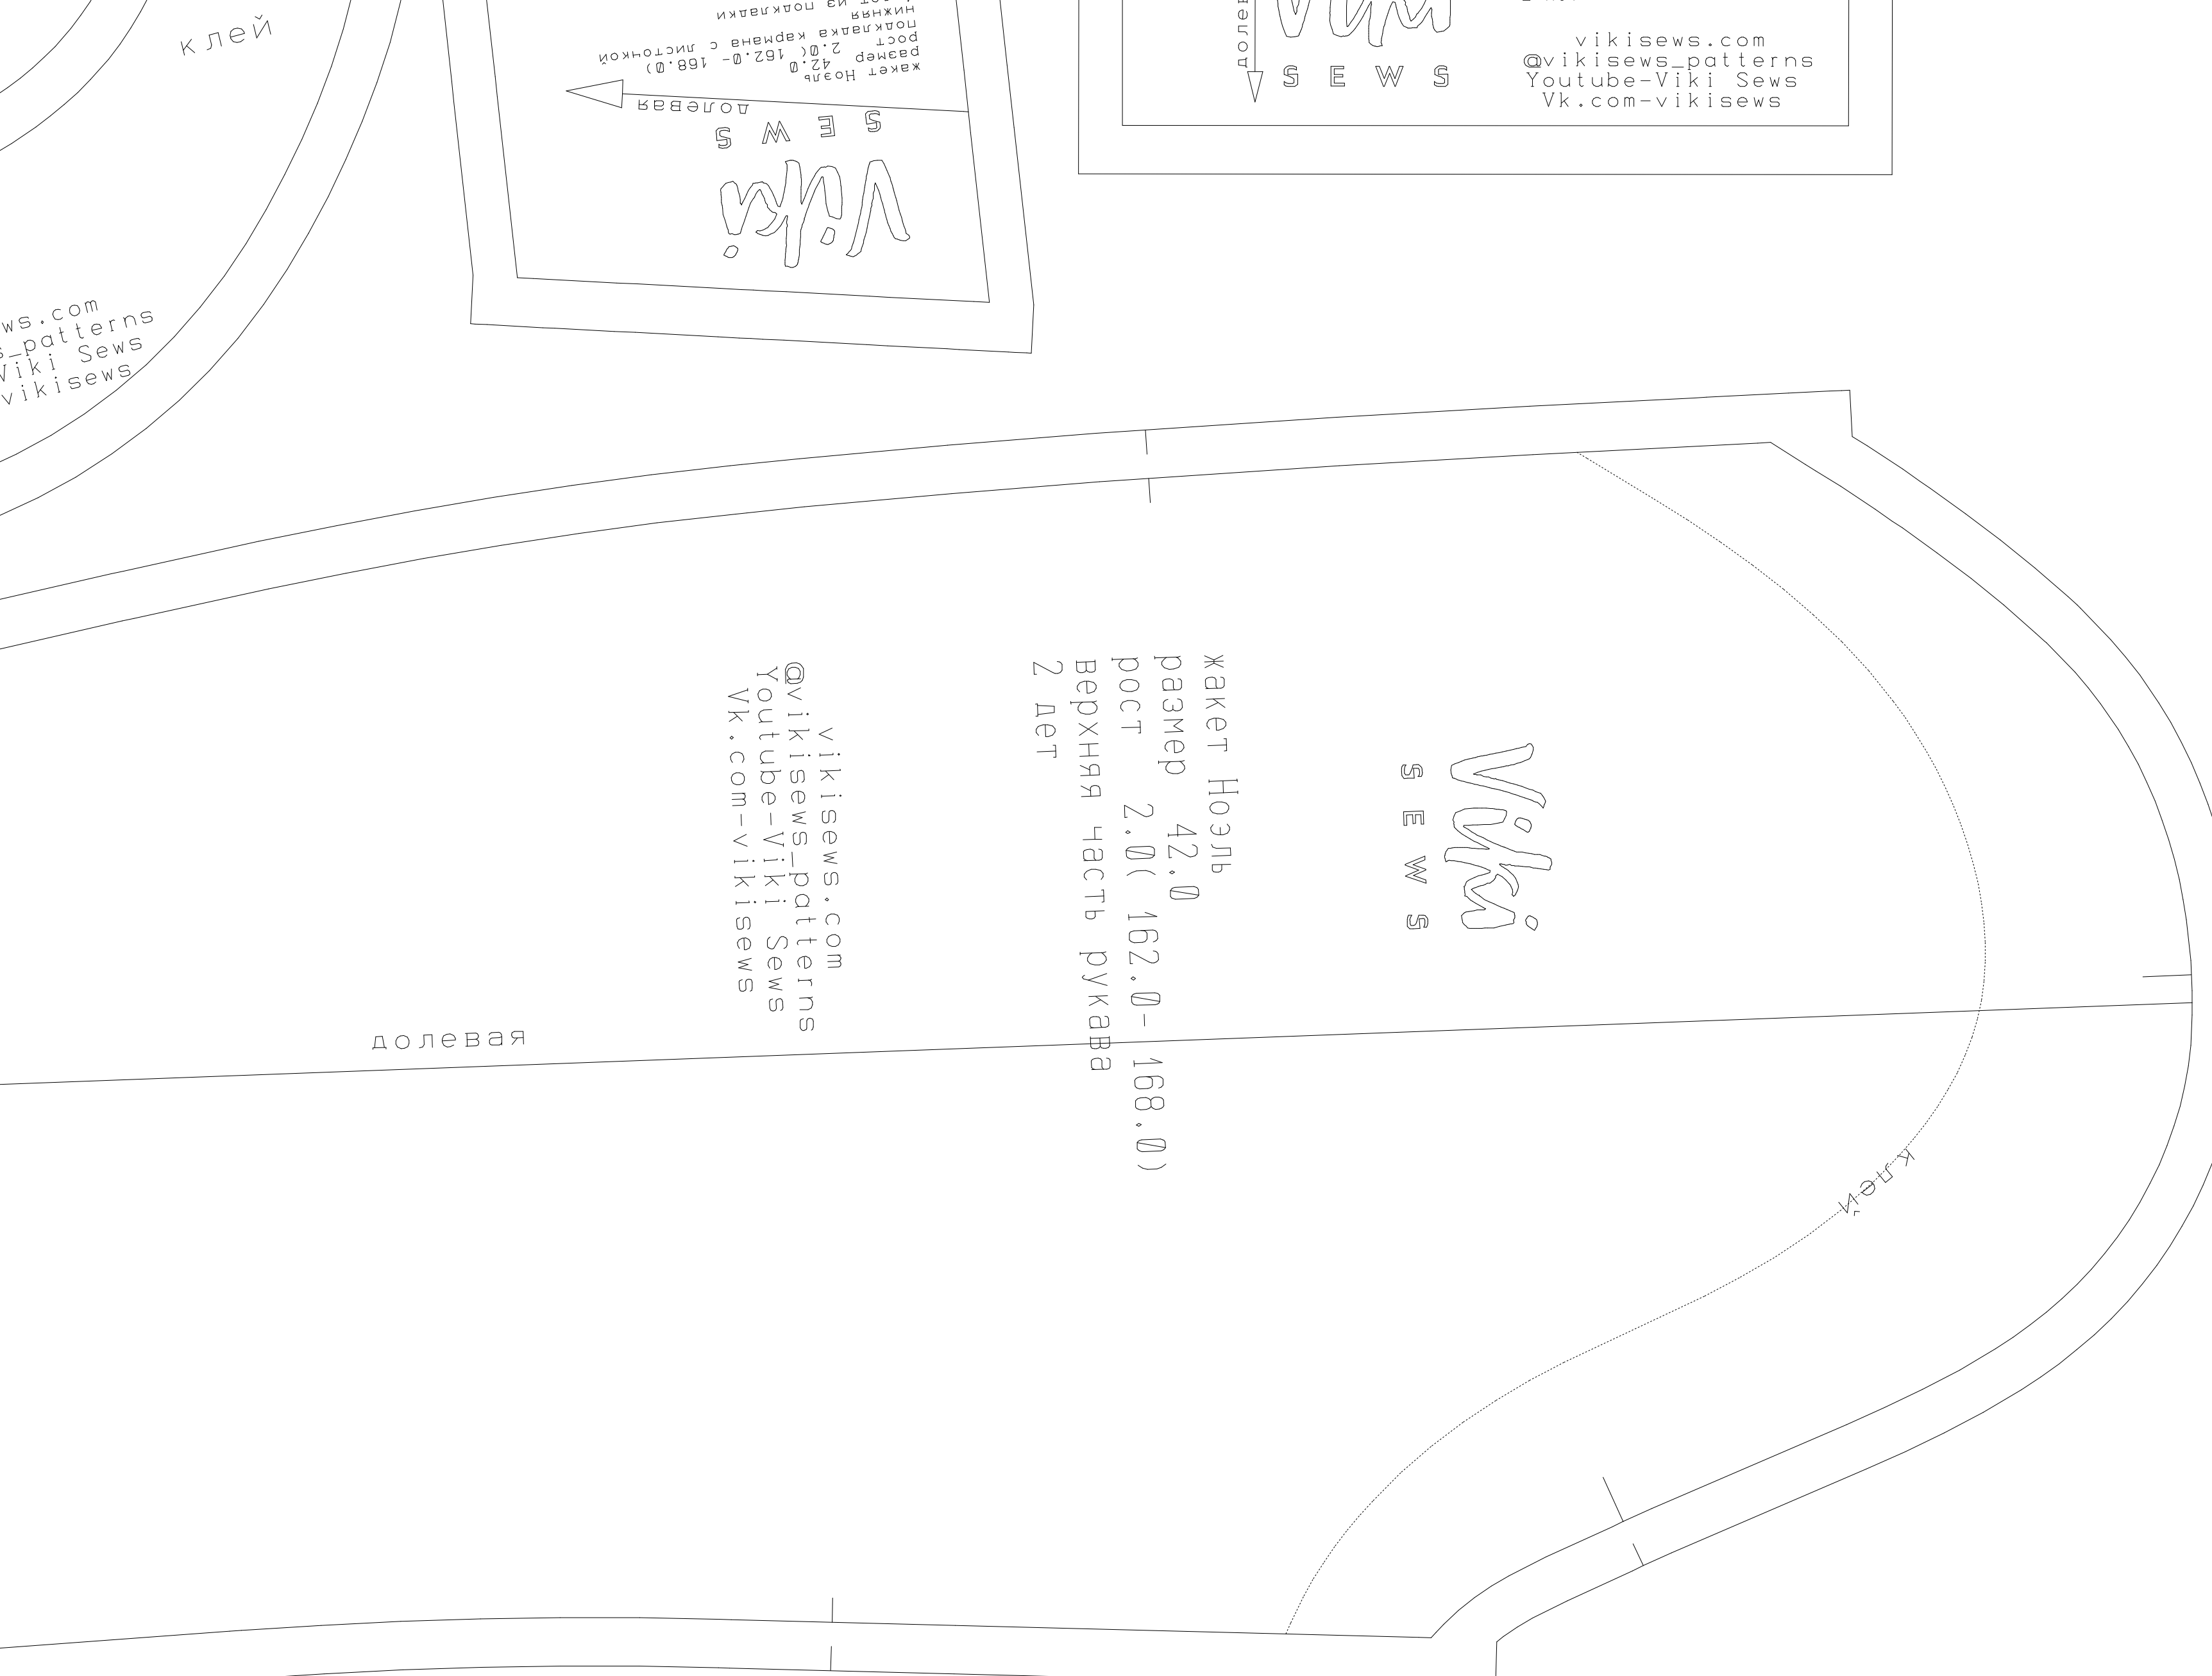 клей
ws.com
s_patterns
Viki Sews
vikisews
Viki
SEWS
долевая
жакет Ноэль
размер 42.0
рост 2.0( 162.0- 168.0)
подкладка кармана с листочкой
нижняя
из подкладки
SEWS
vikisews.com
@vikisews_patterns
Youtube-Viki Sews
Vk.com-vikisews
Viki
SEWS
жакет Ноэль
размер 42.0
рост 2.0( 162.0- 168.0)
верхняя часть рукава
2 дет
vikisews.com
@vikisews_patterns
Youtube-Viki Sews
Vk.com-vikisews
долевая
клей